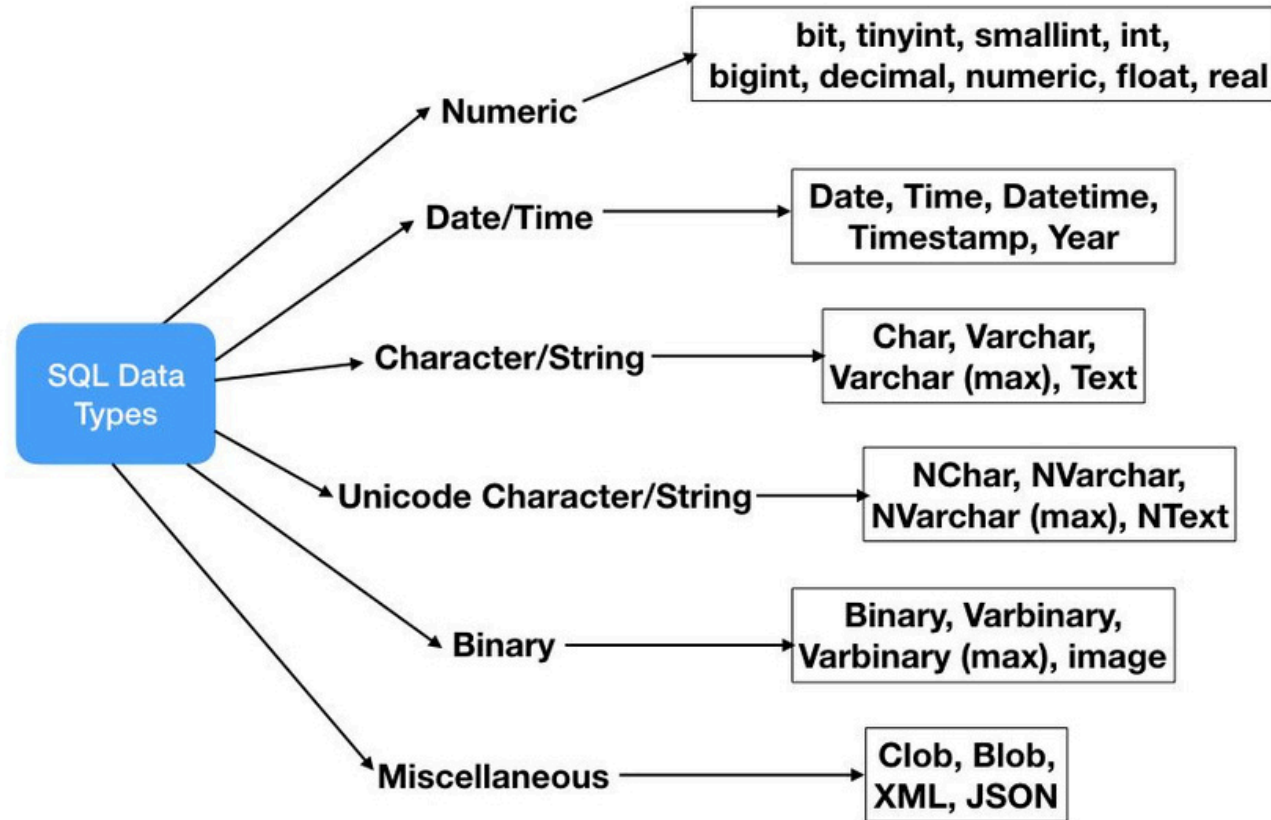 bit, tinyint, smallint, int,
bigint, decimal, numeric, float, real
Numeric
Date/Time
Date, Time, Datetime,
Timestamp, Year
SQL Data
Types
Character/String
Char, Varchar,
Varchar (max), Text
Unicode Character/String
NChar, NVarchar,
NVarchar (max), NText
Binary
Binary, Varbinary,
Varbinary (max), image
Miscellaneous
Clob, Blob,
XML, JSON